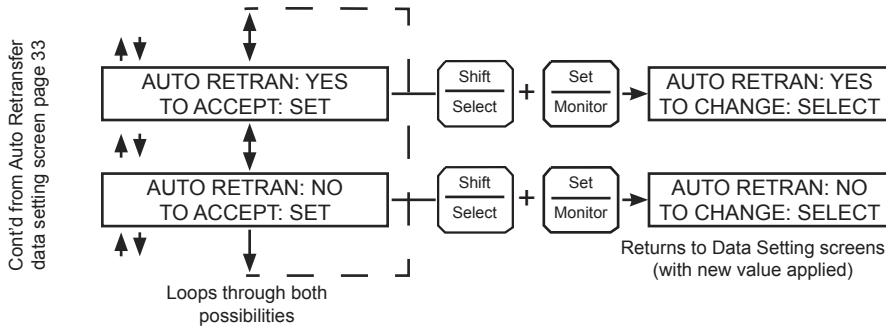 Cont'd from Auto Retransfer
data setting screen page 33
AUTO RETRAN: YES
TO ACCEPT: SET
Shift
Select
+
Set
Monitor
AUTO RETRAN: YES
TO CHANGE: SELECT
AUTO RETRAN: NO
TO ACCEPT: SET
Shift
Select
+
Set
Monitor
AUTO RETRAN: NO
TO CHANGE: SELECT
Loops through both
possibilities
Returns to Data Setting screens
(with new value applied)